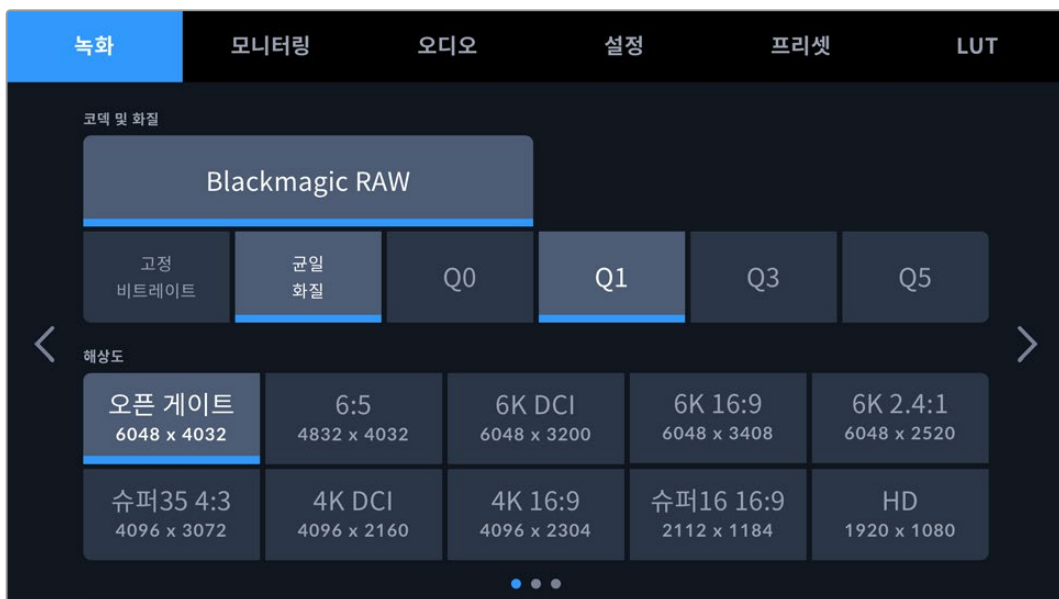 녹화 모니터링 오디오 설정 프리셋 LUT
코덱 및 화질
Blackmagic RAW
고정
비트레이트
균일
화질
Q0
Q1
Q3
Q5
해상도
오픈 게이트
6048 x 4032
6:5
4832 x 4032
6K DCI
6048 x 3200
6K 16:9
6048 x 3408
6K 2.4:1
6048 x 2520
슈퍼35 4:3
4096 x 3072
4K DCI
4096 x 2160
4K 16:9
4096 x 2304
슈퍼16 16:9
2112 x 1184
HD
1920 x 1080